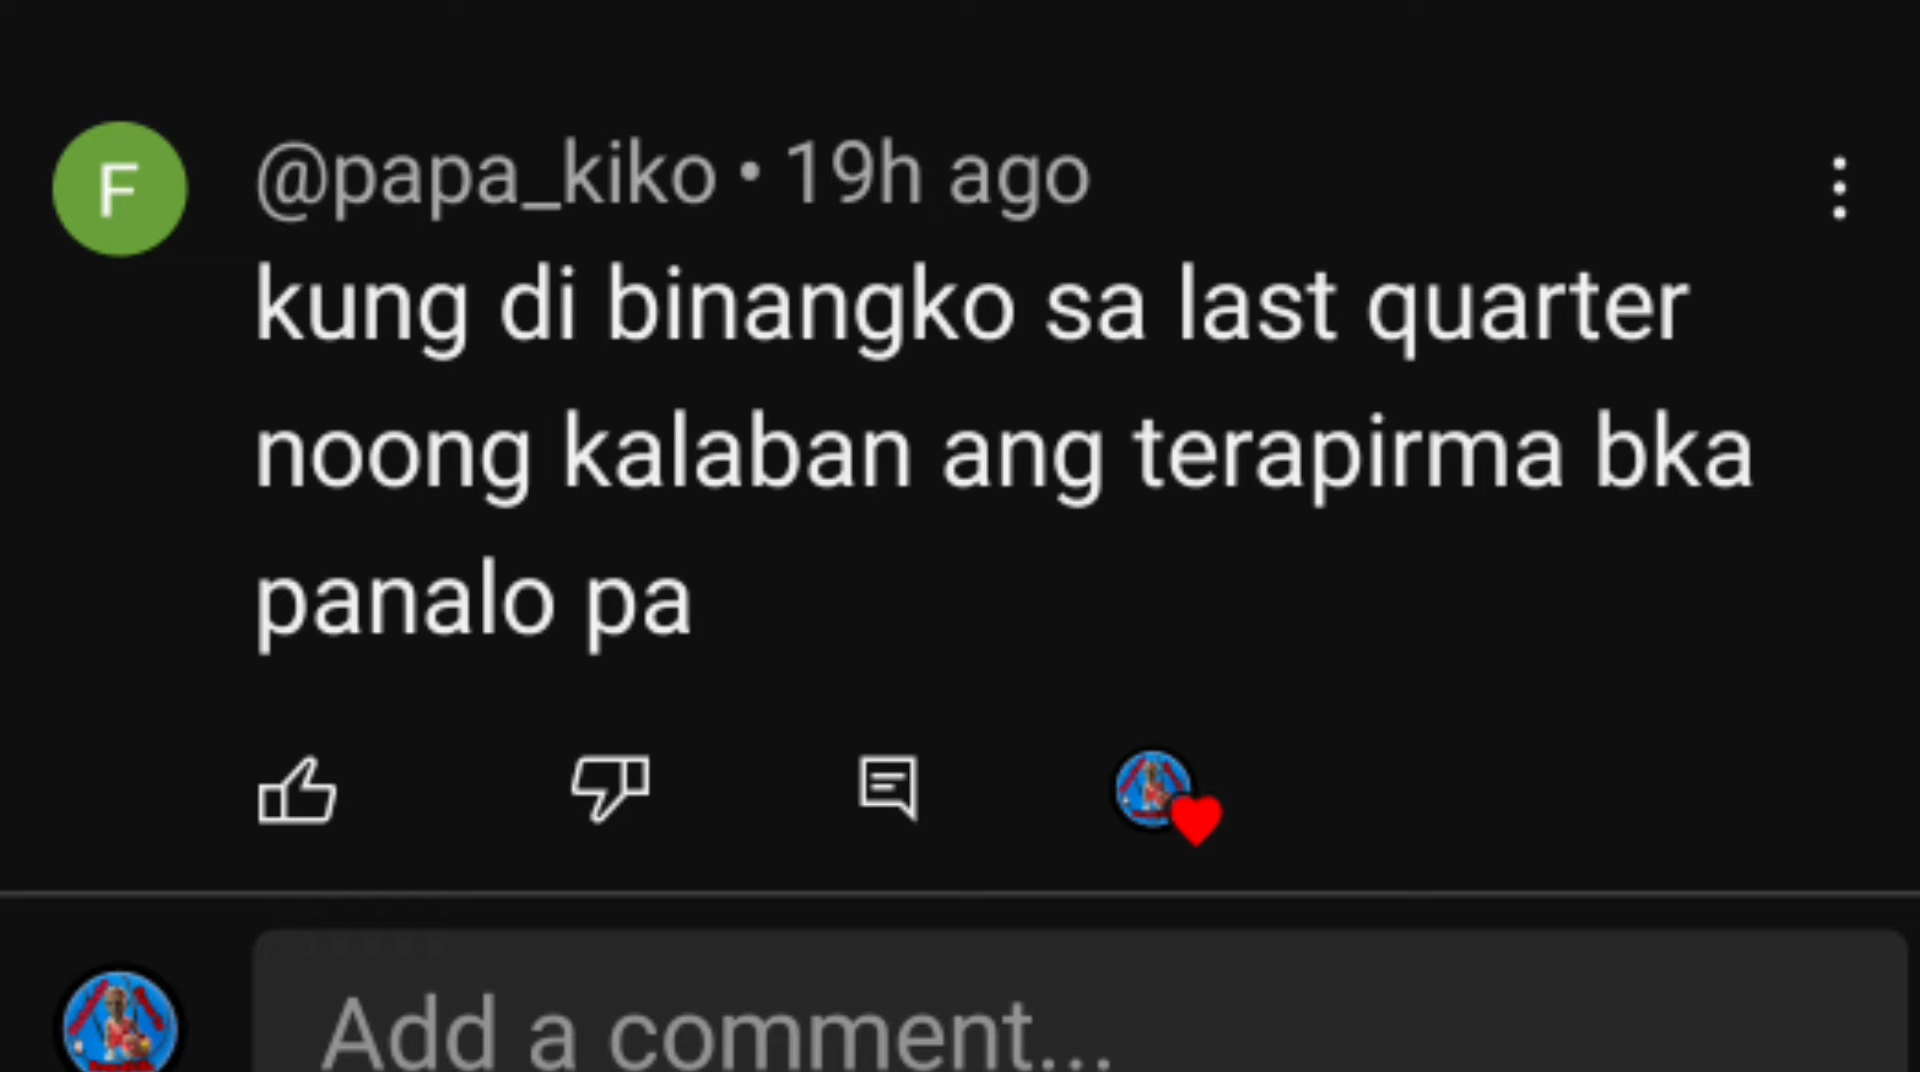 F
@papa_kiko • 19h ago
kung di binangko sa last quarter
noong kalaban ang terapirma bka
panalo pa
Add a comment...